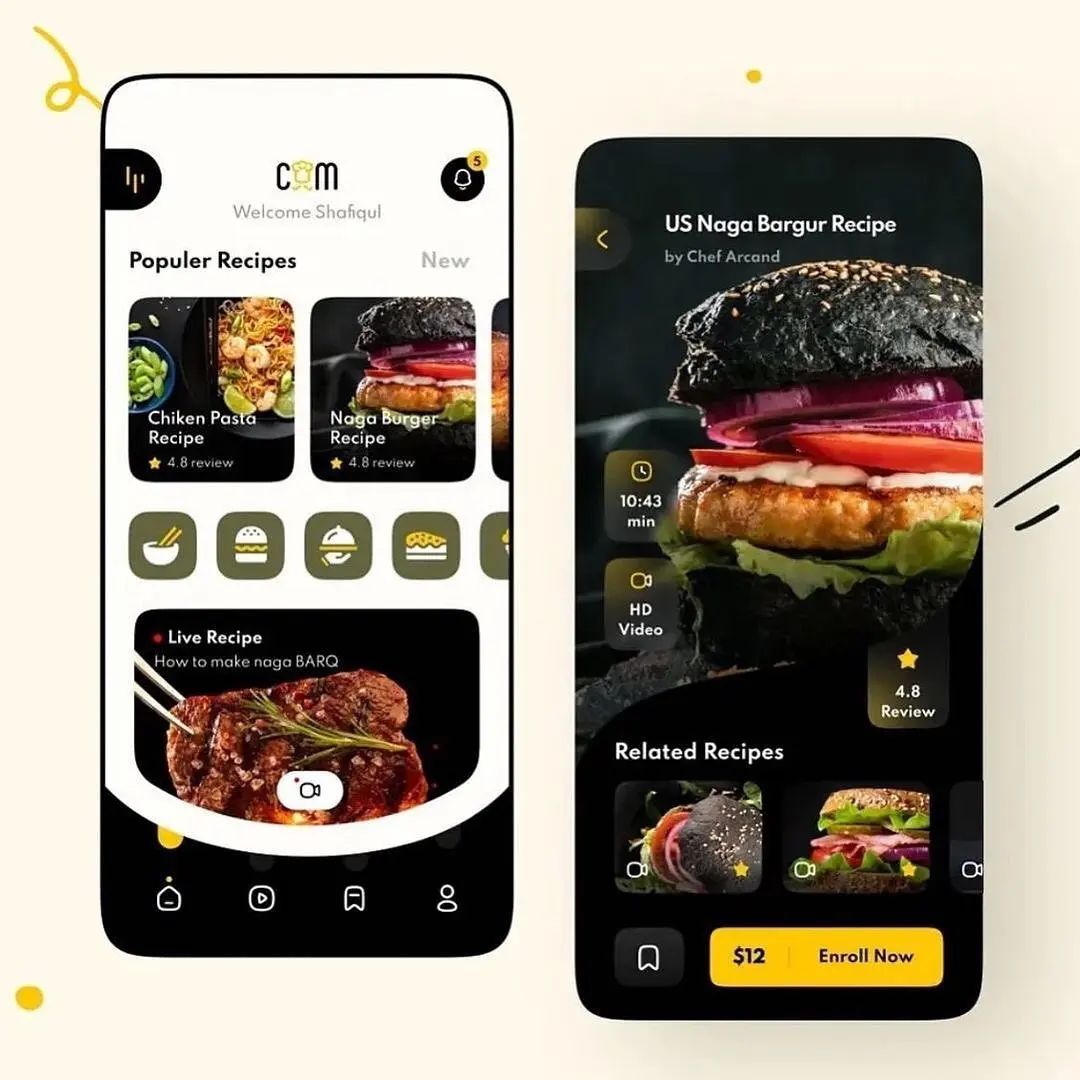 5
COM
Welcome Shafiqul
Populer Recipes
New
Chiken Pasta
Recipe
4.8 review
Naga Burger
Recipe
4.8 review
Live Recipe
How to make naga BARQ
US Naga Bargur Recipe
by Chef Arcand
10:43
min
HD
Video
4.8
Review
Related Recipes
$12
Enroll Now